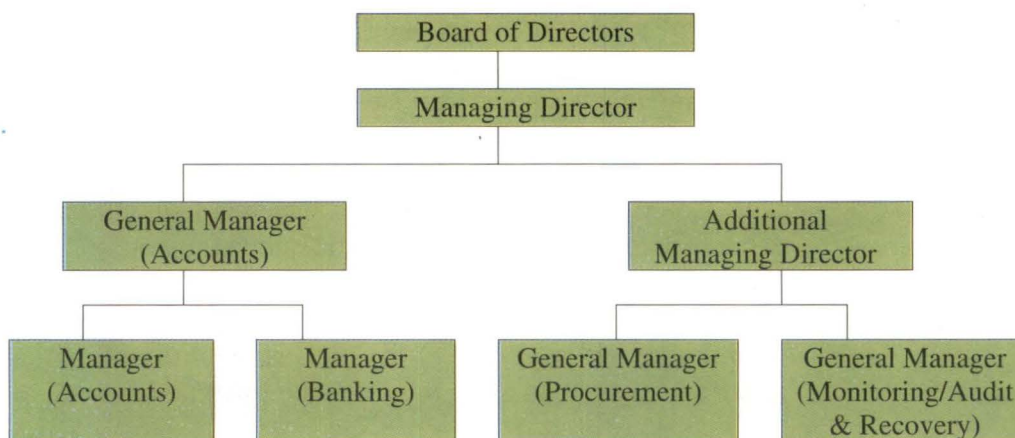 Board of Directors
Managing Director
General Manager
(Accounts)
Additional
Managing Director
Manager
(Accounts)
Manager
(Banking)
General Manager
(Procurement)
General Manager
(Monitoring/Audit
& Recovery)